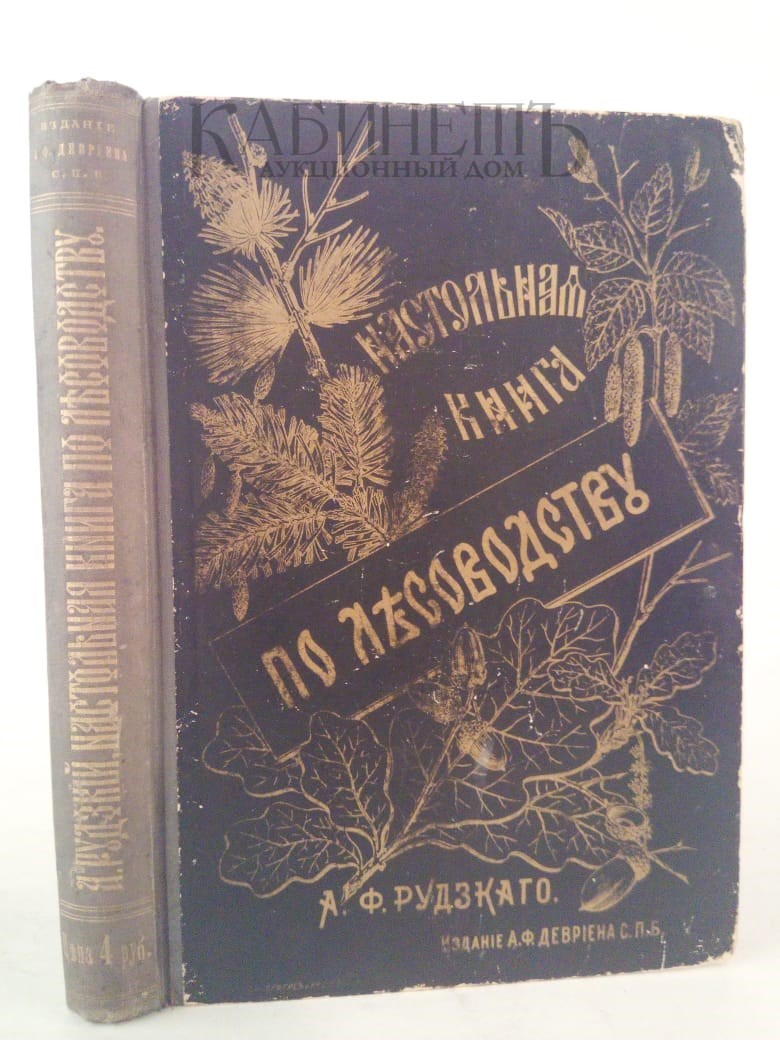 КАБИНЕТЪ
АУКЦИОННЫЙ ДОМ
ИЗДАНІЕ
А. Ф. ДЕВРІЕНА
С. П. Б
А. РУДЗКІЙ. НАСТОЛЬНАЯ КНИГА ПО ЛѢСОВОДСТВУ.
Цѣна 4 руб.
НАСТОЛЬНАЯ
КНИГА
ПО ЛѢСОВОДСТВУ
А. Ф. РУДЗКАГО.
ИЗДАНІЕ А. Ф. ДЕВРІЕНА С. П. Б.